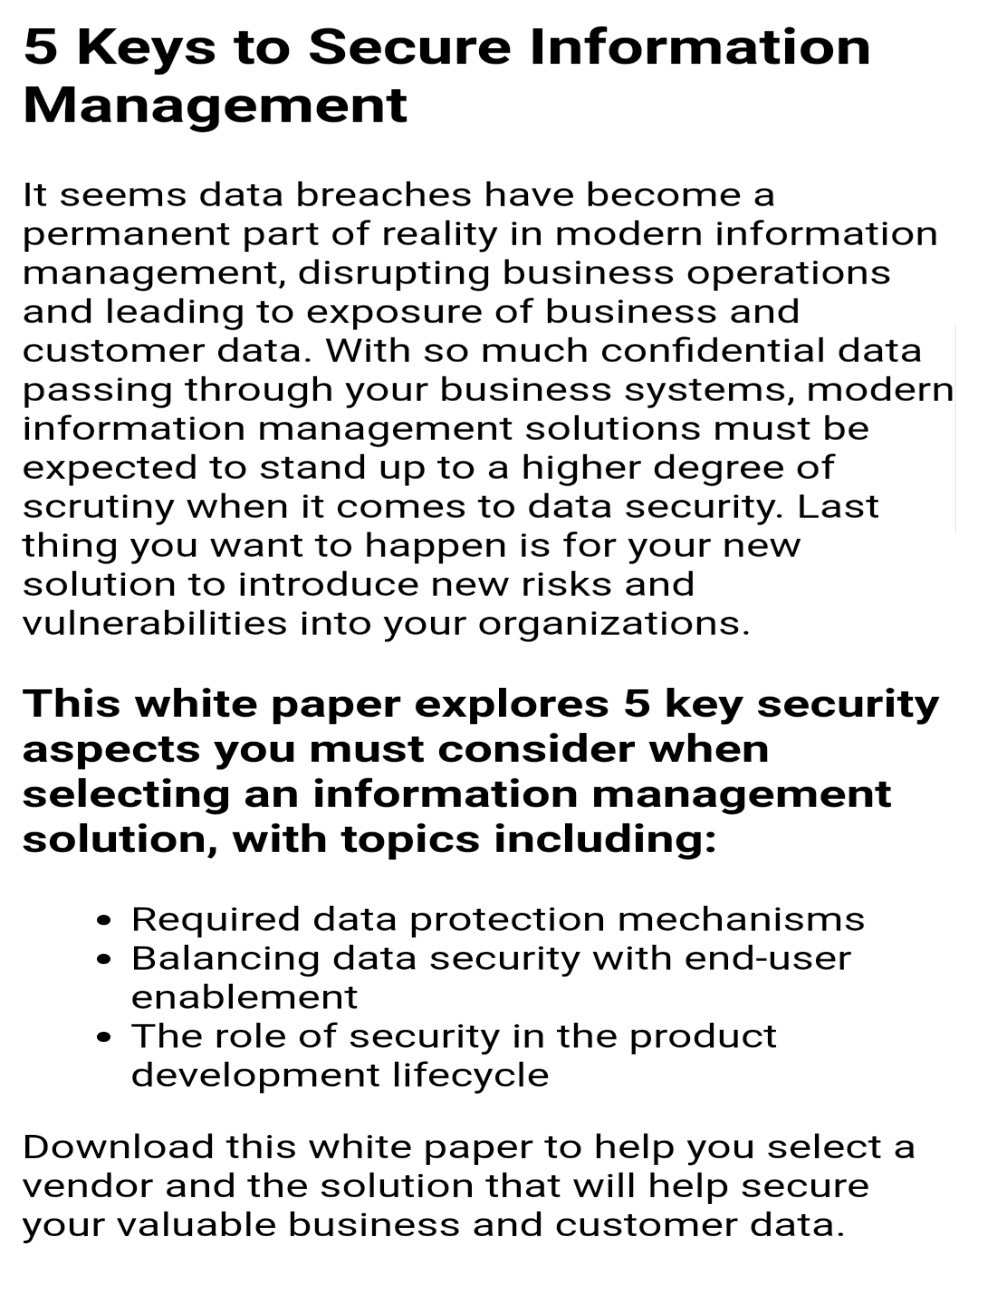 5 Keys to Secure Information
Management
It seems data breaches have become a
permanent part of reality in modern information
management, disrupting business operations
and leading to exposure of business and
customer data. With so much confidential data
passing through your business systems, modern
information management solutions must be
expected to stand up to a higher degree of
scrutiny when it comes to data security. Last
thing you want to happen is for your new
solution to introduce new risks and
vulnerabilities into your organizations.
This white paper explores 5 key security
aspects you must consider when
selecting an information management
solution, with topics including:
• Required data protection mechanisms
• Balancing data security with end-user
enablement
• The role of security in the product
development lifecycle
Download this white paper to help you select a
vendor and the solution that will help secure
your valuable business and customer data.